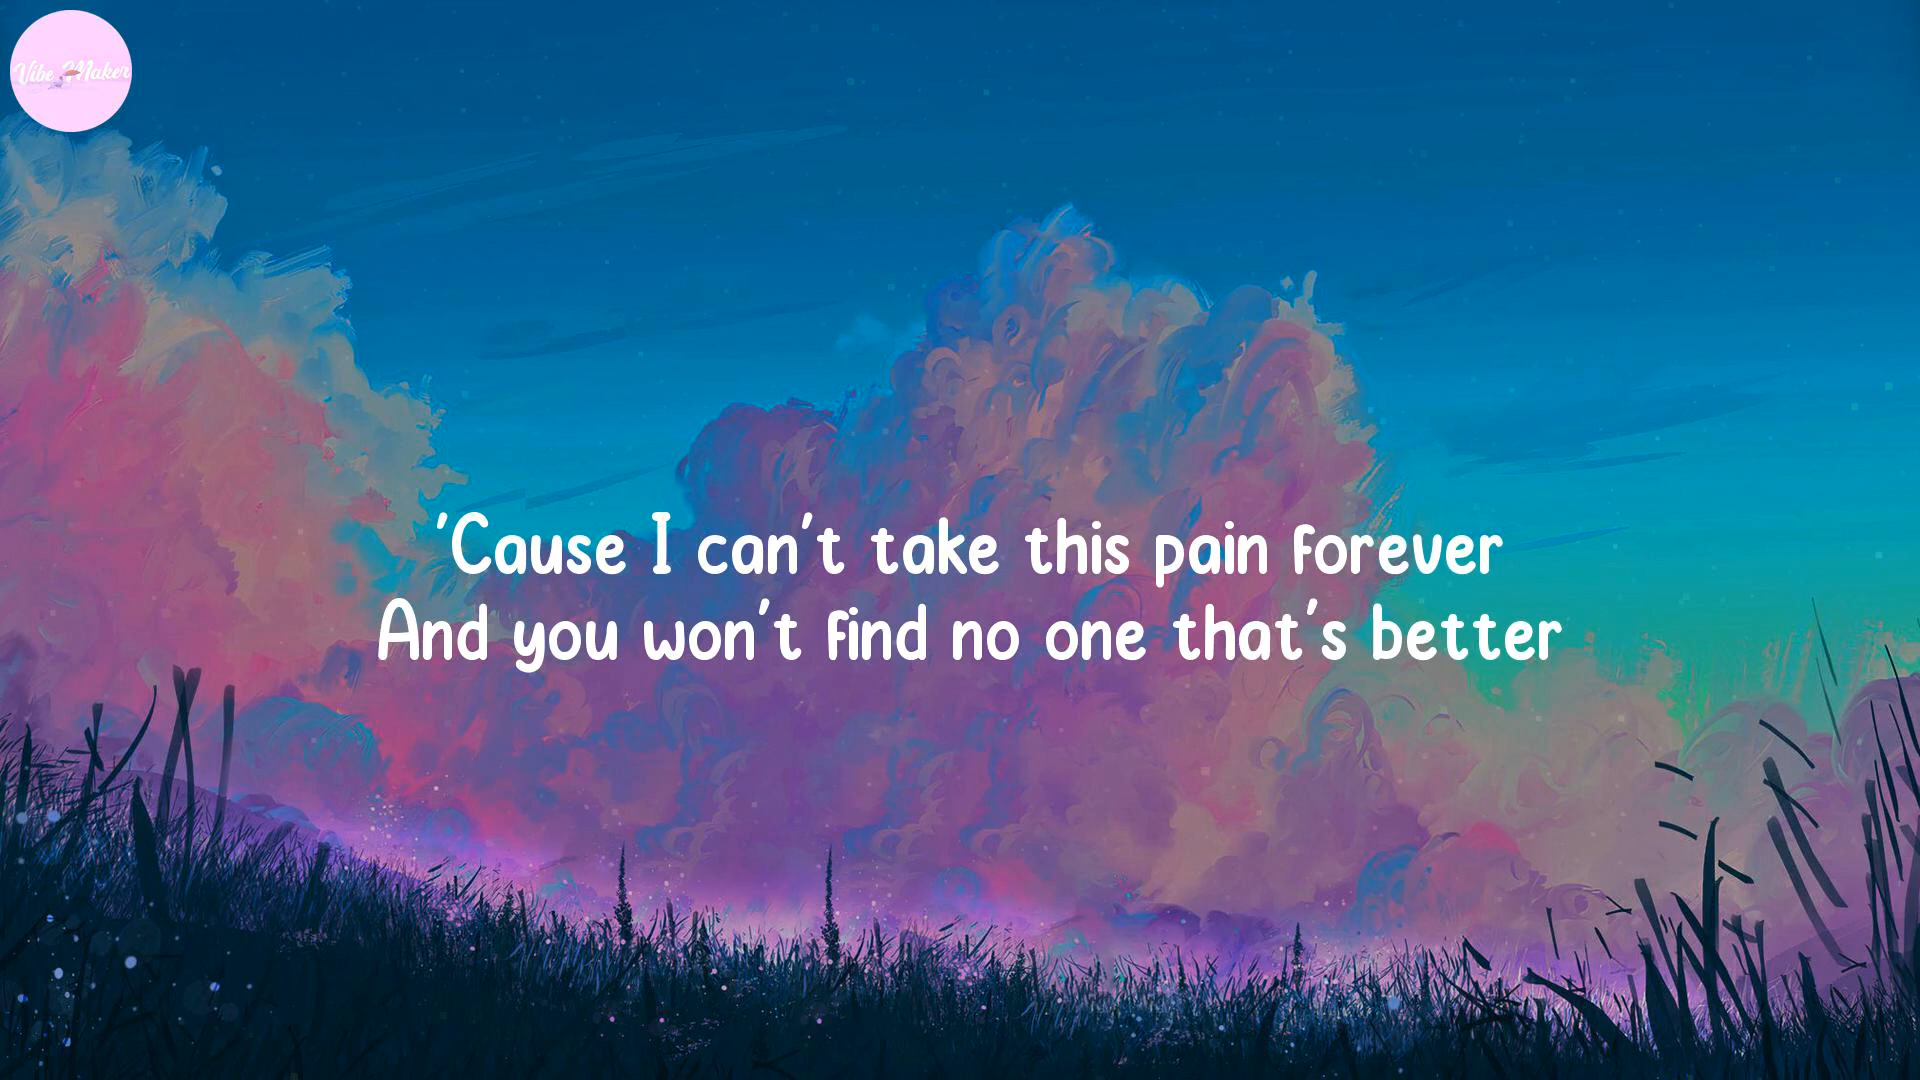 Vibe Maker
'Cause I can't take this pain forever
And you won't find no one that's better